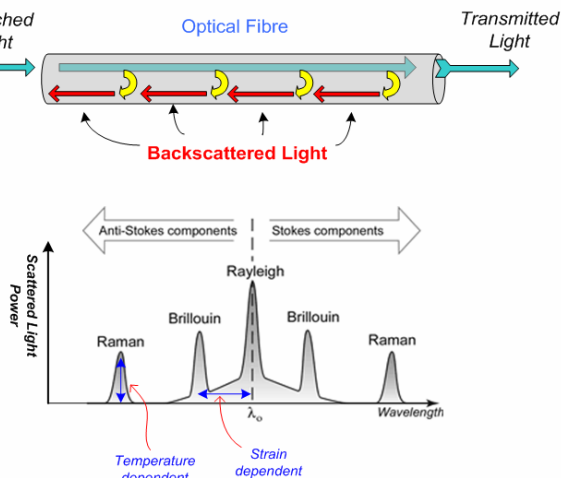 Optical Fibre
Transmitted
Light
Backscattered Light
Anti-Stokes components
Stokes components
Rayleigh
Brillouin
Brillouin
Raman
Raman
Scattered Light
Power
λo
Wavelength
Temperature
dependent
Strain
dependent